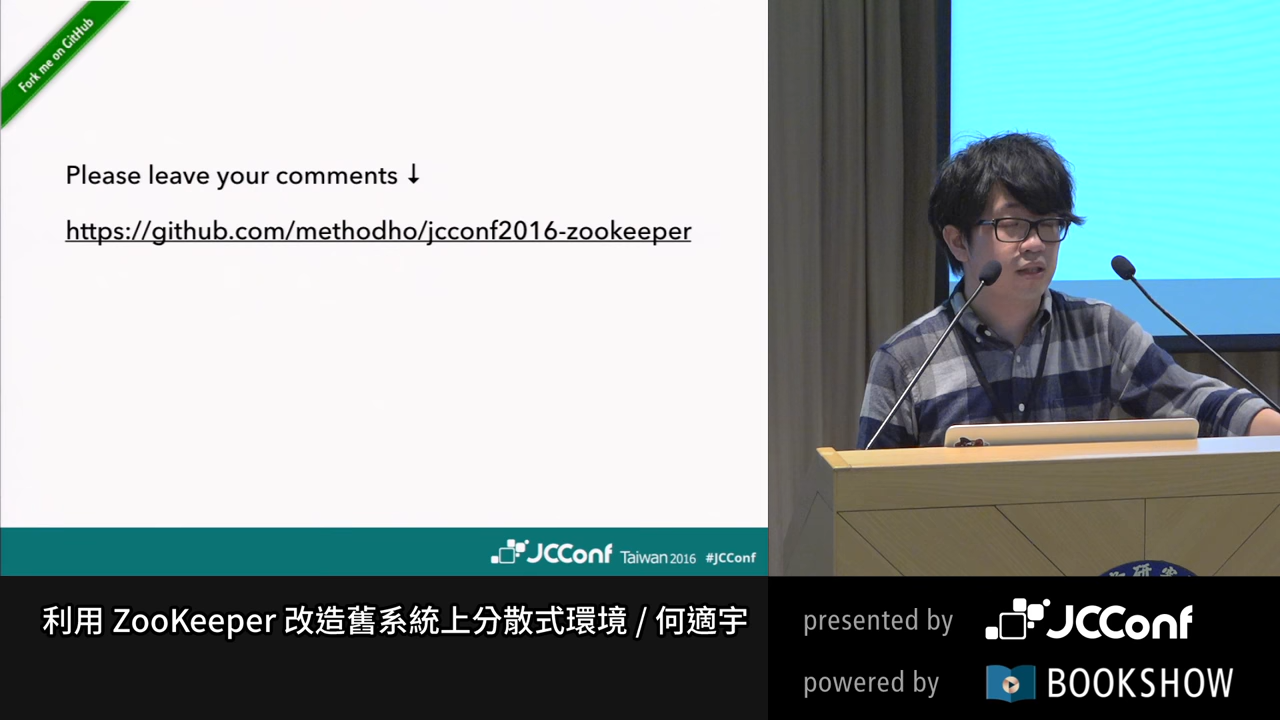 Fork me on GitHub
Please leave your comments ↓
https://github.com/methodho/jcconf2016-zookeeper
JCConf Taiwan 2016 #JCConf
利用 ZooKeeper 改造舊系統上分散式環境 / 何適宇
presented by JCConf
powered by BOOKSHOW